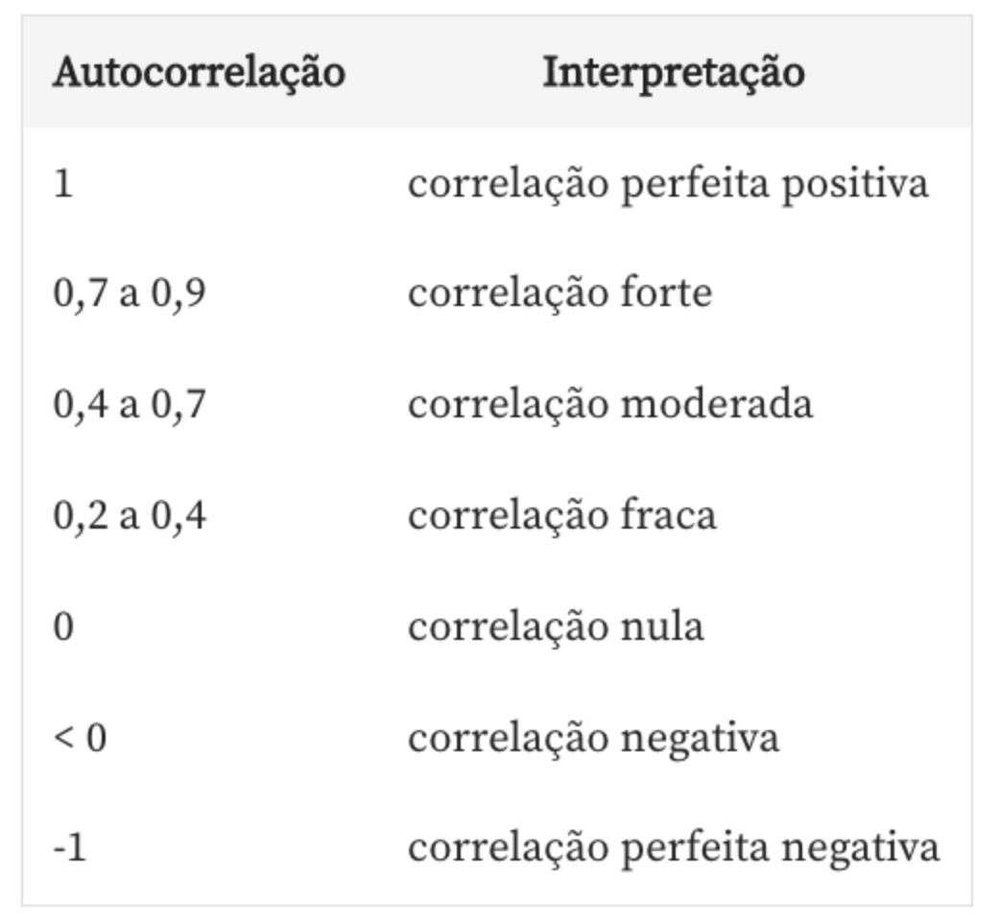 Autocorrelação Interpretação
1 correlação perfeita positiva
0,7 a 0,9 correlação forte
0,4 a 0,7 correlação moderada
0,2 a 0,4 correlação fraca
0 correlação nula
< 0 correlação negativa
-1 correlação perfeita negativa